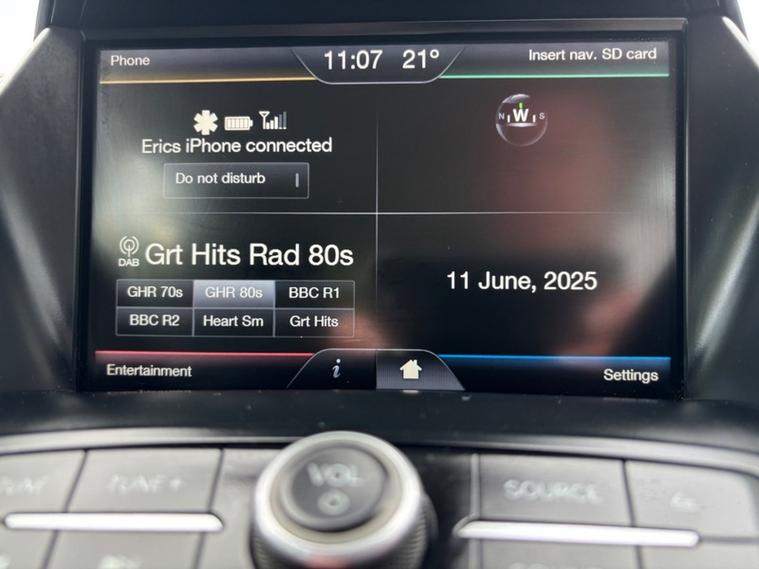 Phone
11:07 21°
Insert nav. SD card
Erics iPhone connected
Do not disturb
N W S
DAB Grt Hits Rad 80s
GHR 70s GHR 80s BBC R1
BBC R2 Heart Sm Grt Hits
11 June, 2025
Entertainment
i
Settings
TUNE+
VOL
SOURCE